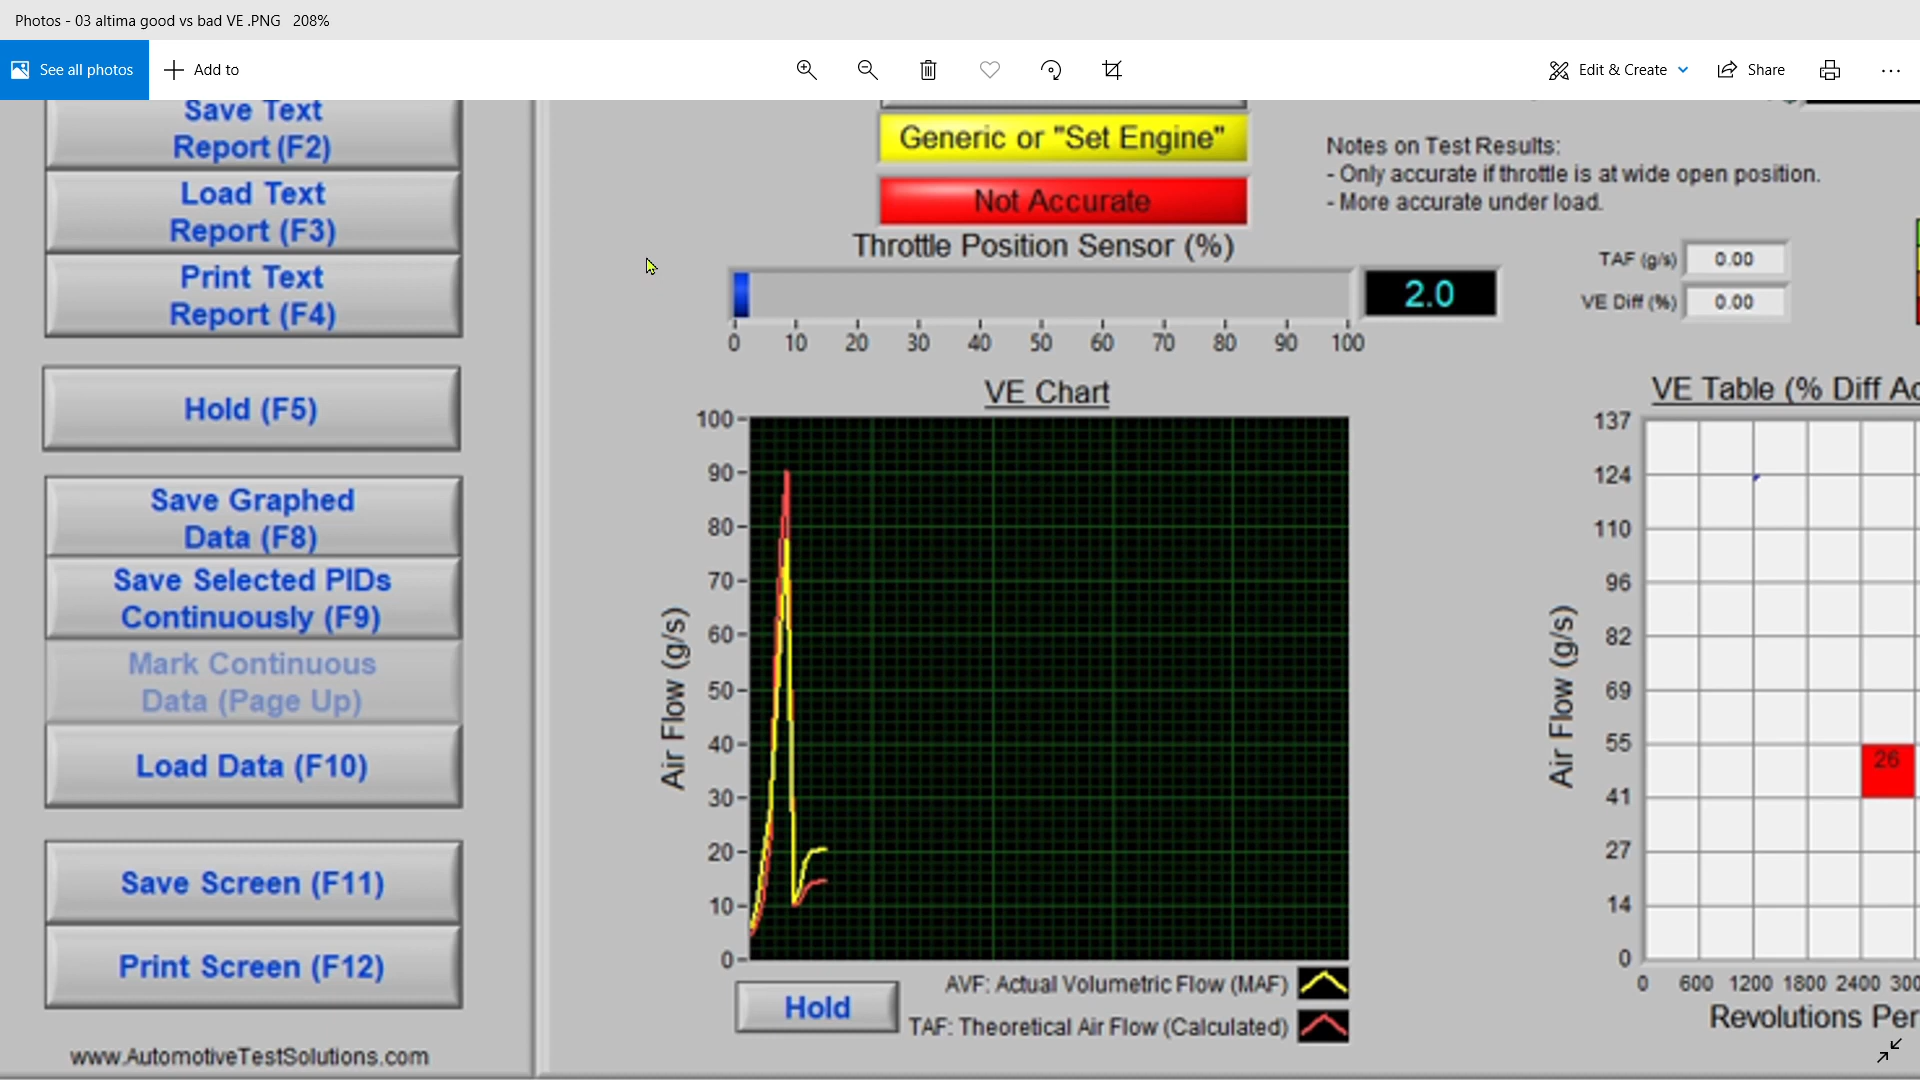 Photos - 03 altima good vs bad VE .PNG 208%
See all photos
Add to
Edit & Create
Share
Save Text
Report (F2)
Load Text
Report (F3)
Print Text
Report (F4)
Hold (F5)
Save Graphed
Data (F8)
Save Selected PIDs
Continuously (F9)
Mark Continuous
Data (Page Up)
Load Data (F10)
Save Screen (F11)
Print Screen (F12)
www.AutomotiveTestSolutions.com
Generic or "Set Engine"
Not Accurate
Notes on Test Results:
- Only accurate if throttle is at wide open position.
- More accurate under load.
Throttle Position Sensor (%)
2.0
0 10 20 30 40 50 60 70 80 90 100
TAF (g/s) 0.00
VE Diff (%) 0.00
VE Chart
Air Flow (g/s)
100
90
80
70
60
50
40
30
20
10
0
Hold
AVF: Actual Volumetric Flow (MAF)
TAF: Theoretical Air Flow (Calculated)
VE Table (% Diff Ac
Air Flow (g/s)
137
124
110
96
82
69
55
41
27
14
0
26
0 600 1200 1800 2400 300
Revolutions Per